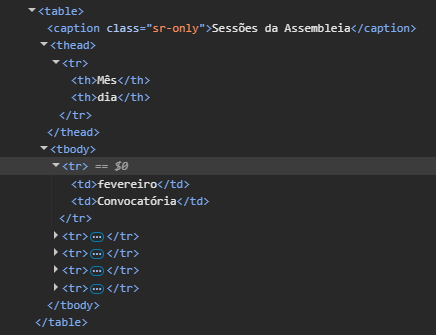 <table>
<caption class="sr-only">Sessões da Assembleia</caption>
<thead>
<tr>
<th>Mês</th>
<th>dia</th>
</tr>
</thead>
<tbody>
<tr> == $0
<td>fevereiro</td>
<td>Convocatória</td>
</tr>
<tr>…</tr>
<tr>…</tr>
<tr>…</tr>
<tr>…</tr>
</tbody>
</table>